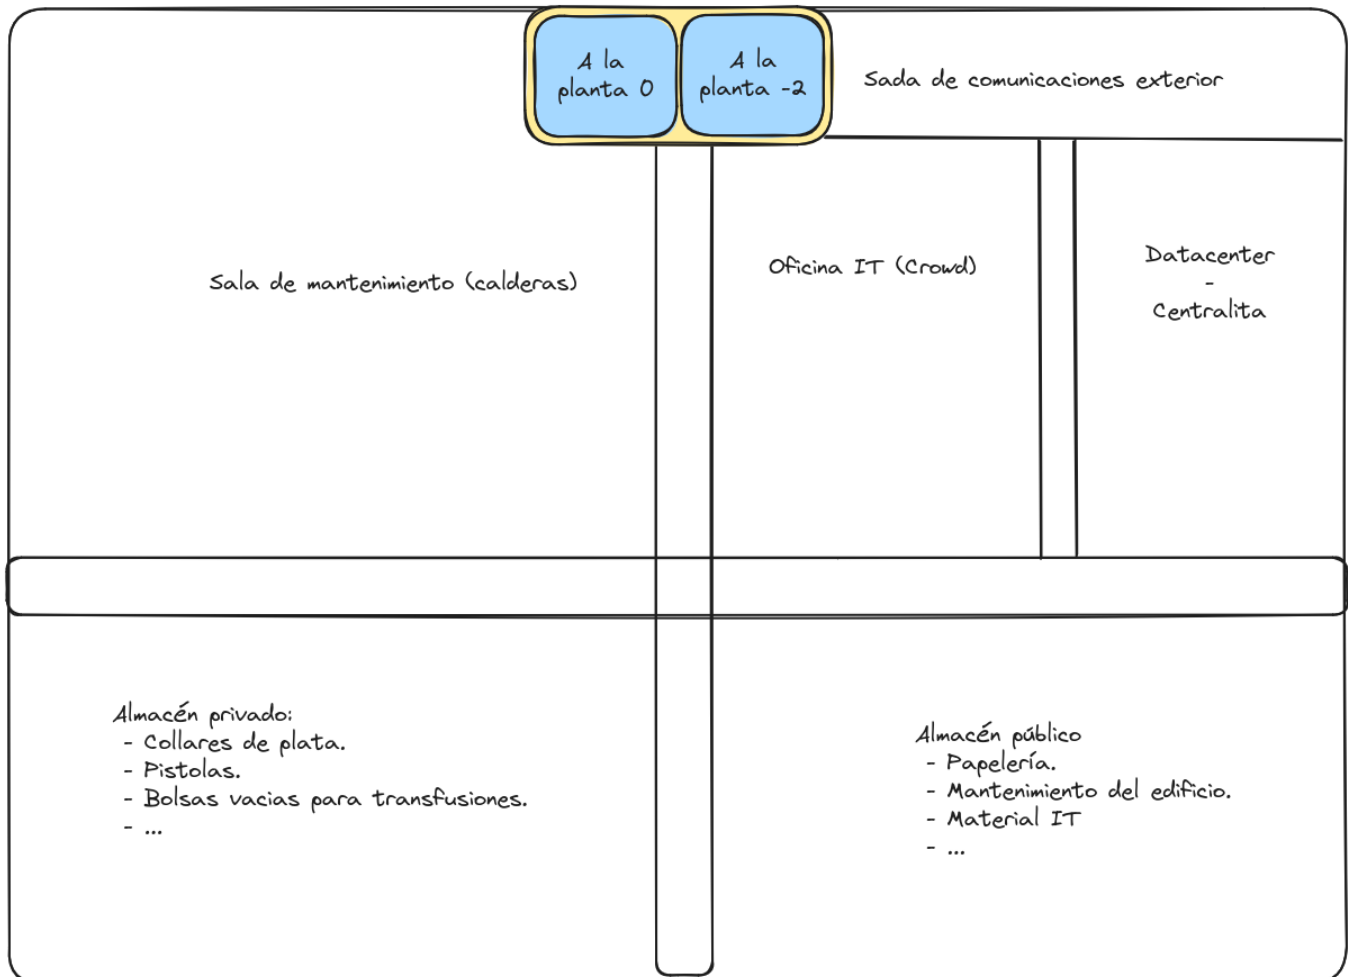 A la
planta 0
A la
planta -2
Sada de comunicaciones exterior
Sala de mantenimiento (calderas)
Oficina IT (Crowd)
Datacenter
-
Centralita
Almacén privado:
- Collares de plata.
- Pistolas.
- Bolsas vacias para transfusiones.
- ...
Almacén público
- Papelería.
- Mantenimiento del edificio.
- Material IT
- ...